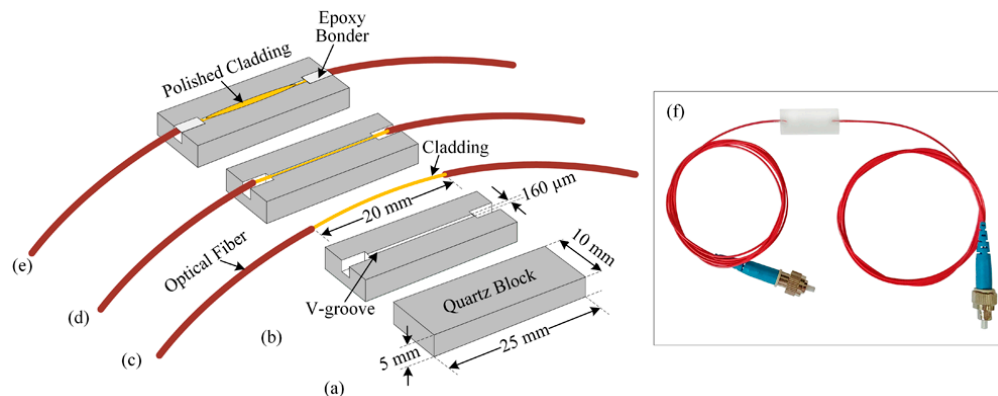 Epoxy
Bonder
Polished Cladding
(f)
Cladding
160 µm
20 mm
(e)
Optical Fiber
10 mm
V-groove
Quartz Block
(d)
(b)
(c)
5 mm
25 mm
(a)